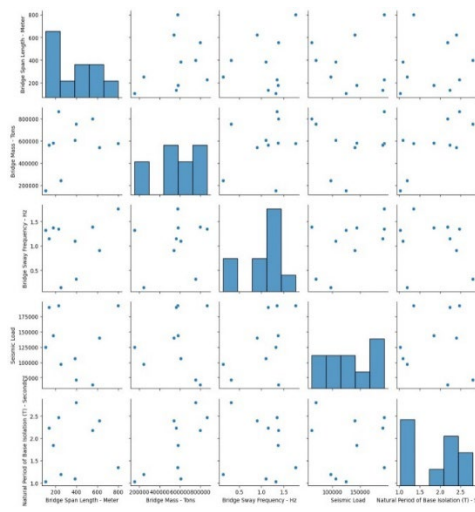 800
600
400
200
Bridge Span Length - Meter
800000
600000
400000
200000
Bridge Mass - Tons
1.5
1.0
0.5
Bridge Sway Frequency - Hz
175000
150000
125000
100000
75000
Seismic Load
2.5
2.0
1.5
1.0
Natural Period of Base Isolation (T) - Seconds
200 400 600 800
200000 400000 600000 800000
0.5 1.0 1.5
100000 150000
1.0 1.5 2.0 2.5
Bridge Span Length - Meter
Bridge Mass - Tons
Bridge Sway Frequency - Hz
Seismic Load
Natural Period of Base Isolation (T) - S